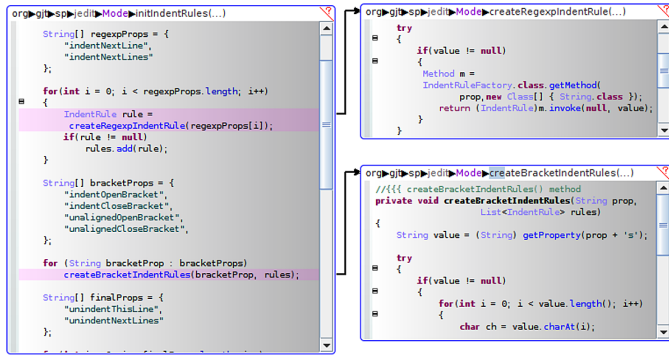 org▶gjt▶sp▶jedit▶Mode▶initIndentRules(...)
String[] regexpProps = {
"indentNextLine",
"indentNextLines"
};
for(int i = 0; i < regexpProps.length; i++)
{
IndentRule rule =
createRegexpIndentRule(regexpProps[i]);
if(rule != null)
rules.add(rule);
}
String[] bracketProps = {
"indentOpenBracket",
"indentCloseBracket",
"unalignedOpenBracket",
"unalignedCloseBracket",
};
for (String bracketProp : bracketProps)
createBracketIndentRules(bracketProp, rules);
String[] finalProps = {
"unindentThisLine",
"unindentNextLines"
};
org▶gjt▶sp▶jedit▶Mode▶createRegexpIndentRule(...)
try
{
if(value != null)
{
Method m =
IndentRuleFactory.class.getMethod(
prop,new Class[] { String.class });
return (IndentRule)m.invoke(null, value);
}
}
org▶gjt▶sp▶jedit▶Mode▶createBracketIndentRules(...)
//{{{ createBracketIndentRules() method
private void createBracketIndentRules(String prop,
List<IndentRule> rules)
{
String value = (String) getProperty(prop + 's');
try
{
if(value != null)
{
for(int i = 0; i < value.length(); i++)
{
char ch = value.charAt(i);